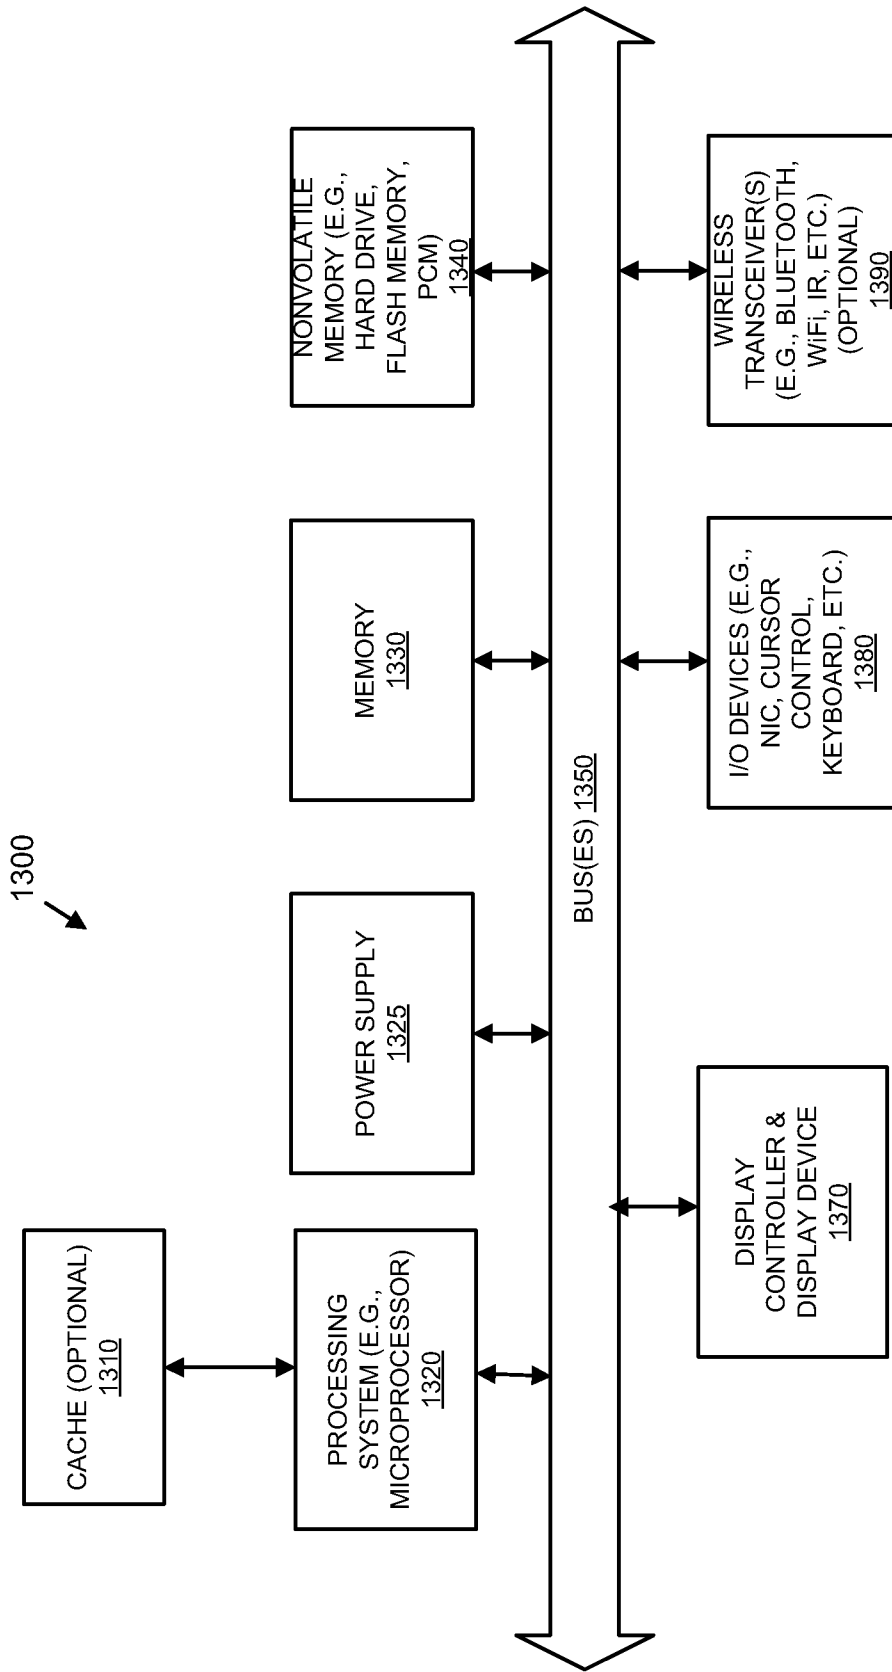 1300
CACHE (OPTIONAL)
1310
PROCESSING
SYSTEM (E.G.,
MICROPROCESSOR)
1320
POWER SUPPLY
1325
MEMORY
1330
NONVOLATILE
MEMORY (E.G.,
HARD DRIVE,
FLASH MEMORY,
PCM)
1340
BUS(ES) 1350
DISPLAY
CONTROLLER &
DISPLAY DEVICE
1370
I/O DEVICES (E.G.,
NIC, CURSOR
CONTROL,
KEYBOARD, ETC.)
1380
WIRELESS
TRANSCEIVER(S)
(E.G., BLUETOOTH,
WiFi, IR, ETC.)
(OPTIONAL)
1390